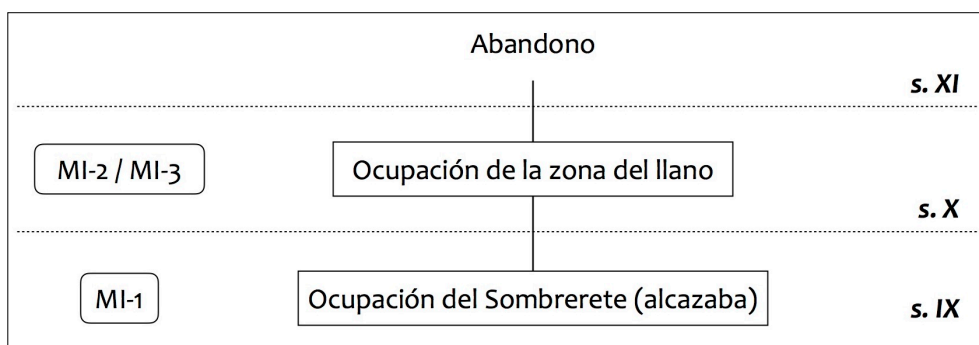 Abandono
s. XI
MI-2 / MI-3
Ocupación de la zona del llano
s. X
MI-1
Ocupación del Sombrerete (alcazaba)
s. IX